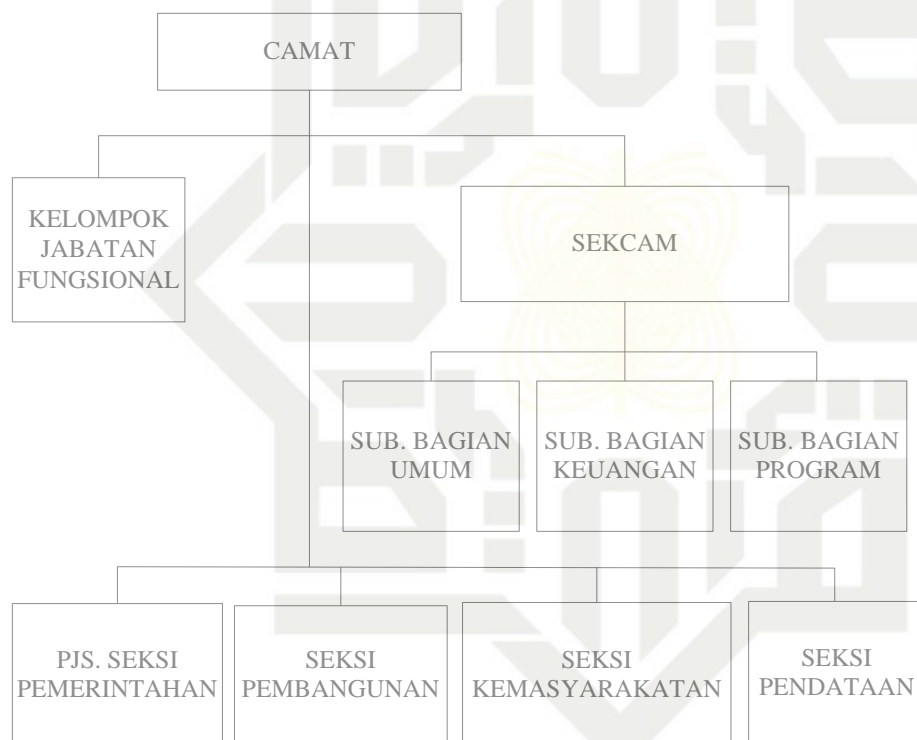 CAMAT
KELOMPOK
JABATAN
FUNGSIONAL
SEKCAM
SUB. BAGIAN
UMUM
SUB. BAGIAN
KEUANGAN
SUB. BAGIAN
PROGRAM
PJS. SEKSI
PEMERINTAHAN
SEKSI
PEMBANGUNAN
SEKSI
KEMASYARAKATAN
SEKSI
PENDATAAN